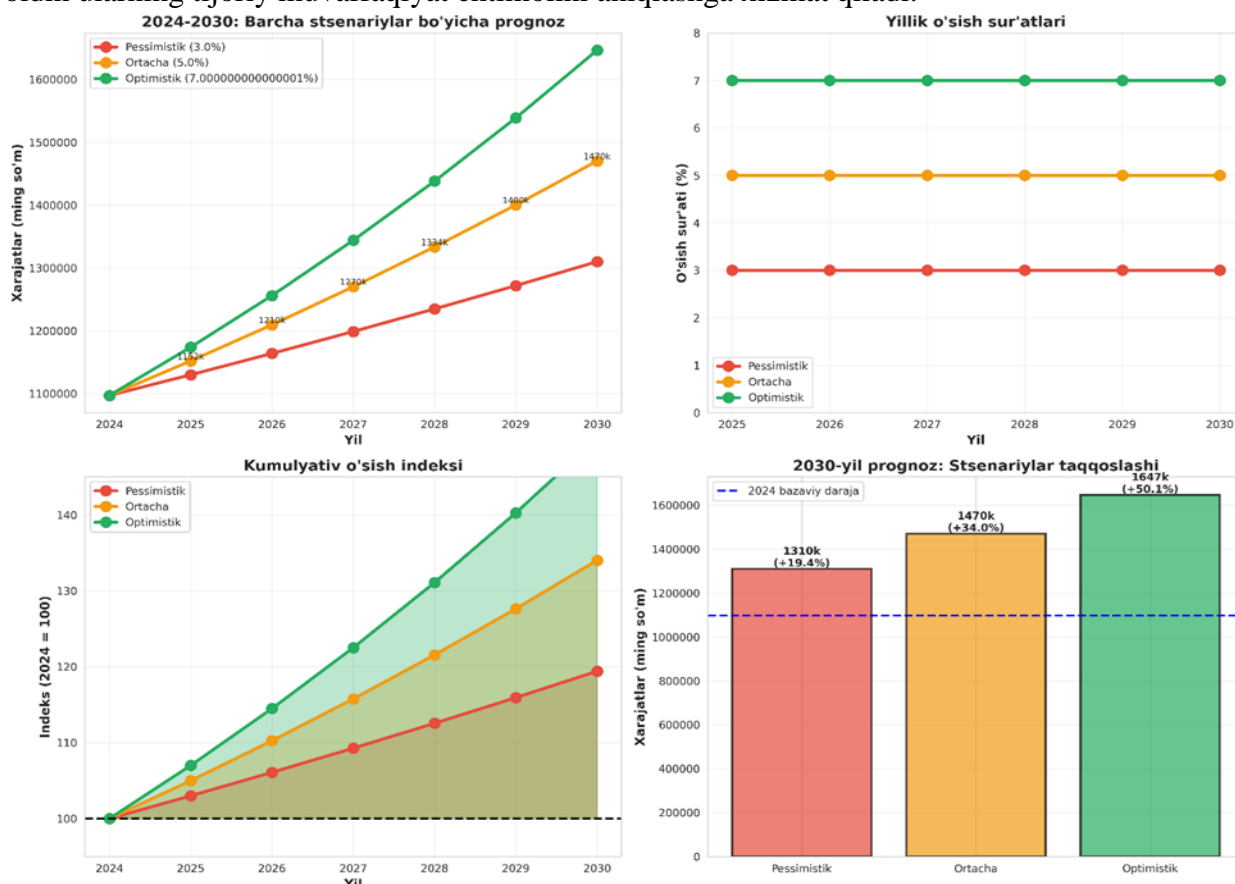 2024-2030: Barcha stsenariylar bo'yicha prognoz
Pessimistik (3.0%)
Ortacha (5.0%)
Optimistik (7.000000000000001%)
Xarajatlar (ming so'm)
1600000
1500000
1400000
1300000
1200000
1100000
1152k
1210k
1270k
1334k
1400k
1470k
2024 2025 2026 2027 2028 2029 2030
Yil
Yillik o'sish sur'atlari
O'sish sur'ati (%)
8
7
6
5
4
3
2
1
0
Pessimistik
Ortacha
Optimistik
2025 2026 2027 2028 2029 2030
Yil
Kumulyativ o'sish indeksi
Pessimistik
Ortacha
Optimistik
Indeks (2024 = 100)
140
130
120
110
100
2024 2025 2026 2027 2028 2029 2030
Yil
2030-yil prognoz: Stsenariylar taqqoslashi
2024 bazaviy daraja
Xarajatlar (ming so'm)
1600000
1400000
1200000
1000000
800000
600000
400000
200000
0
1310k
(+19.4%)
1470k
(+34.0%)
1647k
(+50.1%)
Pessimistik Ortacha Optimistik